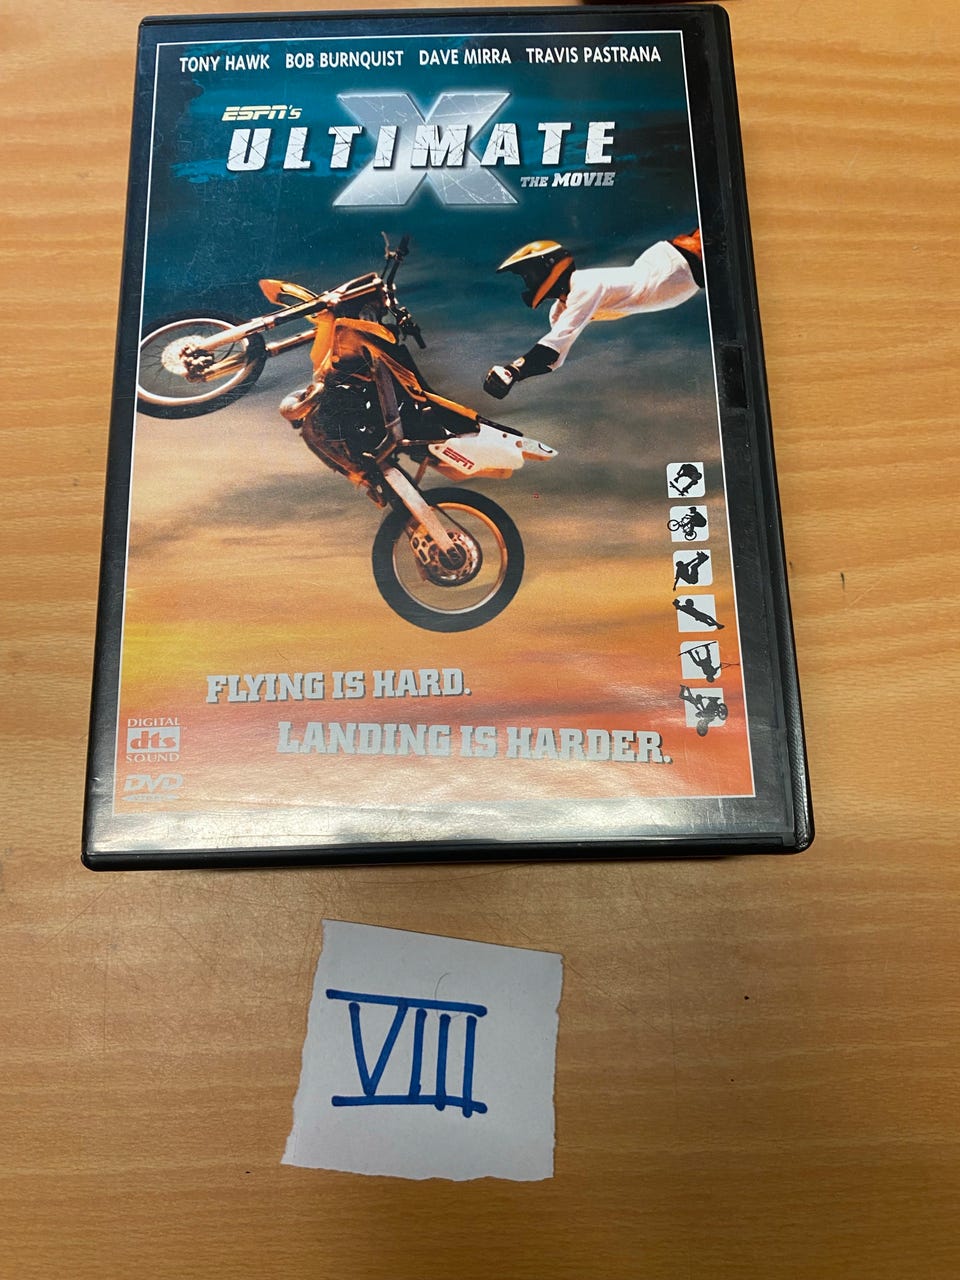 TONY HAWK BOB BURNQUIST DAVE MIRRA TRAVIS PASTRANA
ESPN's
X
ULTIMATE
THE MOVIE
ESPN
FLYING IS HARD.
LANDING IS HARDER.
DIGITAL
dts
SOUND
DVD
VIII